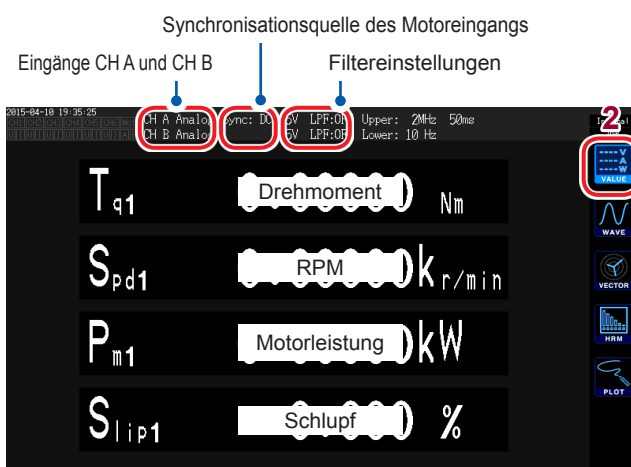 Synchronisationsquelle des Motoreingangs
Eingänge CH A und CH B
Filtereinstellungen
2015-04-10 19:35:25
CH A Analog Sync: DC 5V LPF:OF Upper: 2MHz 50ms
CH B Analog 5V LPF:OF Lower: 10 Hz
2
VALUE
Tq1 Drehmoment Nm
WAVE
Spd1 RPM k r/min
VECTOR
HRM
Pm1 Motorleistung kW
PLOT
Slip1 Schlupf %